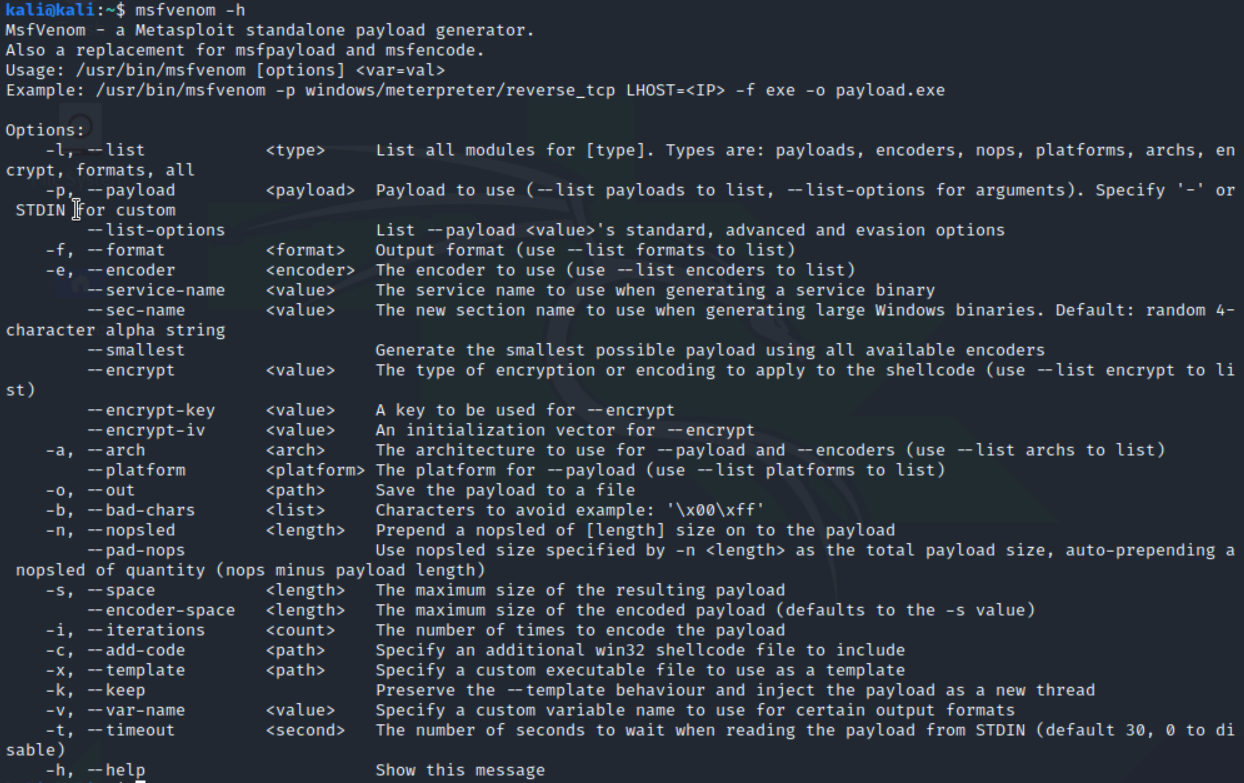 kali@kali:~$ msfvenom -h
MsfVenom - a Metasploit standalone payload generator.
Also a replacement for msfpayload and msfencode.
Usage: /usr/bin/msfvenom [options] <var=val>
Example: /usr/bin/msfvenom -p windows/meterpreter/reverse_tcp LHOST=<IP> -f exe -o payload.exe

Options:
    -l, --list            <type>     List all modules for [type]. Types are: payloads, encoders, nops, platforms, archs, en
crypt, formats, all
    -p, --payload         <payload>  Payload to use (--list payloads to list, --list-options for arguments). Specify '-' or
 STDIN for custom
        --list-options               List --payload <value>'s standard, advanced and evasion options
    -f, --format          <format>   Output format (use --list formats to list)
    -e, --encoder         <encoder>  The encoder to use (use --list encoders to list)
        --service-name    <value>    The service name to use when generating a service binary
        --sec-name        <value>    The new section name to use when generating large Windows binaries. Default: random 4-
character alpha string
        --smallest                   Generate the smallest possible payload using all available encoders
        --encrypt         <value>    The type of encryption or encoding to apply to the shellcode (use --list encrypt to li
st)
        --encrypt-key     <value>    A key to be used for --encrypt
        --encrypt-iv      <value>    An initialization vector for --encrypt
    -a, --arch            <arch>     The architecture to use for --payload and --encoders (use --list archs to list)
        --platform        <platform> The platform for --payload (use --list platforms to list)
    -o, --out             <path>     Save the payload to a file
    -b, --bad-chars       <list>     Characters to avoid example: '\x00\xff'
    -n, --nopsled         <length>   Prepend a nopsled of [length] size on to the payload
        --pad-nops                   Use nopsled size specified by -n <length> as the total payload size, auto-prepending a
 nopsled of quantity (nops minus payload length)
    -s, --space           <length>   The maximum size of the resulting payload
        --encoder-space   <length>   The maximum size of the encoded payload (defaults to the -s value)
    -i, --iterations      <count>    The number of times to encode the payload
    -c, --add-code        <path>     Specify an additional win32 shellcode file to include
    -x, --template        <path>     Specify a custom executable file to use as a template
    -k, --keep                       Preserve the --template behaviour and inject the payload as a new thread
    -v, --var-name        <value>    Specify a custom variable name to use for certain output formats
    -t, --timeout         <second>   The number of seconds to wait when reading the payload from STDIN (default 30, 0 to di
sable)
    -h, --help                       Show this message